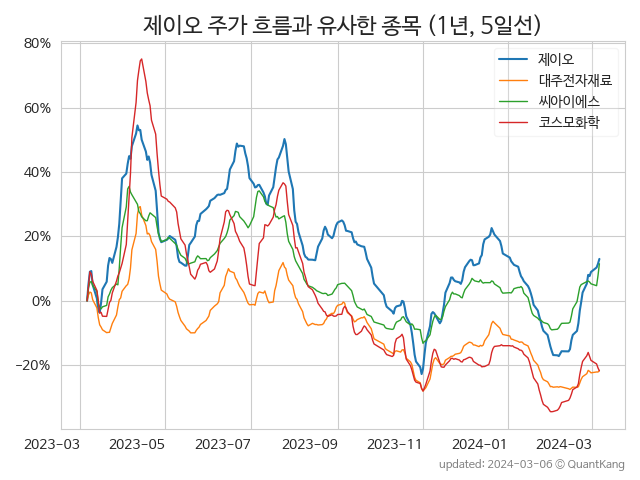 제이오 주가 흐름과 유사한 종목 (1년, 5일선)
제이오
대주전자재료
씨아이에스
코스모화학
80%
60%
40%
20%
0%
−20%
2023−03
2023−05
2023−07
2023−09
2023−11
2024−01
2024−03
updated: 2024-03-06 ⓒ QuantKang